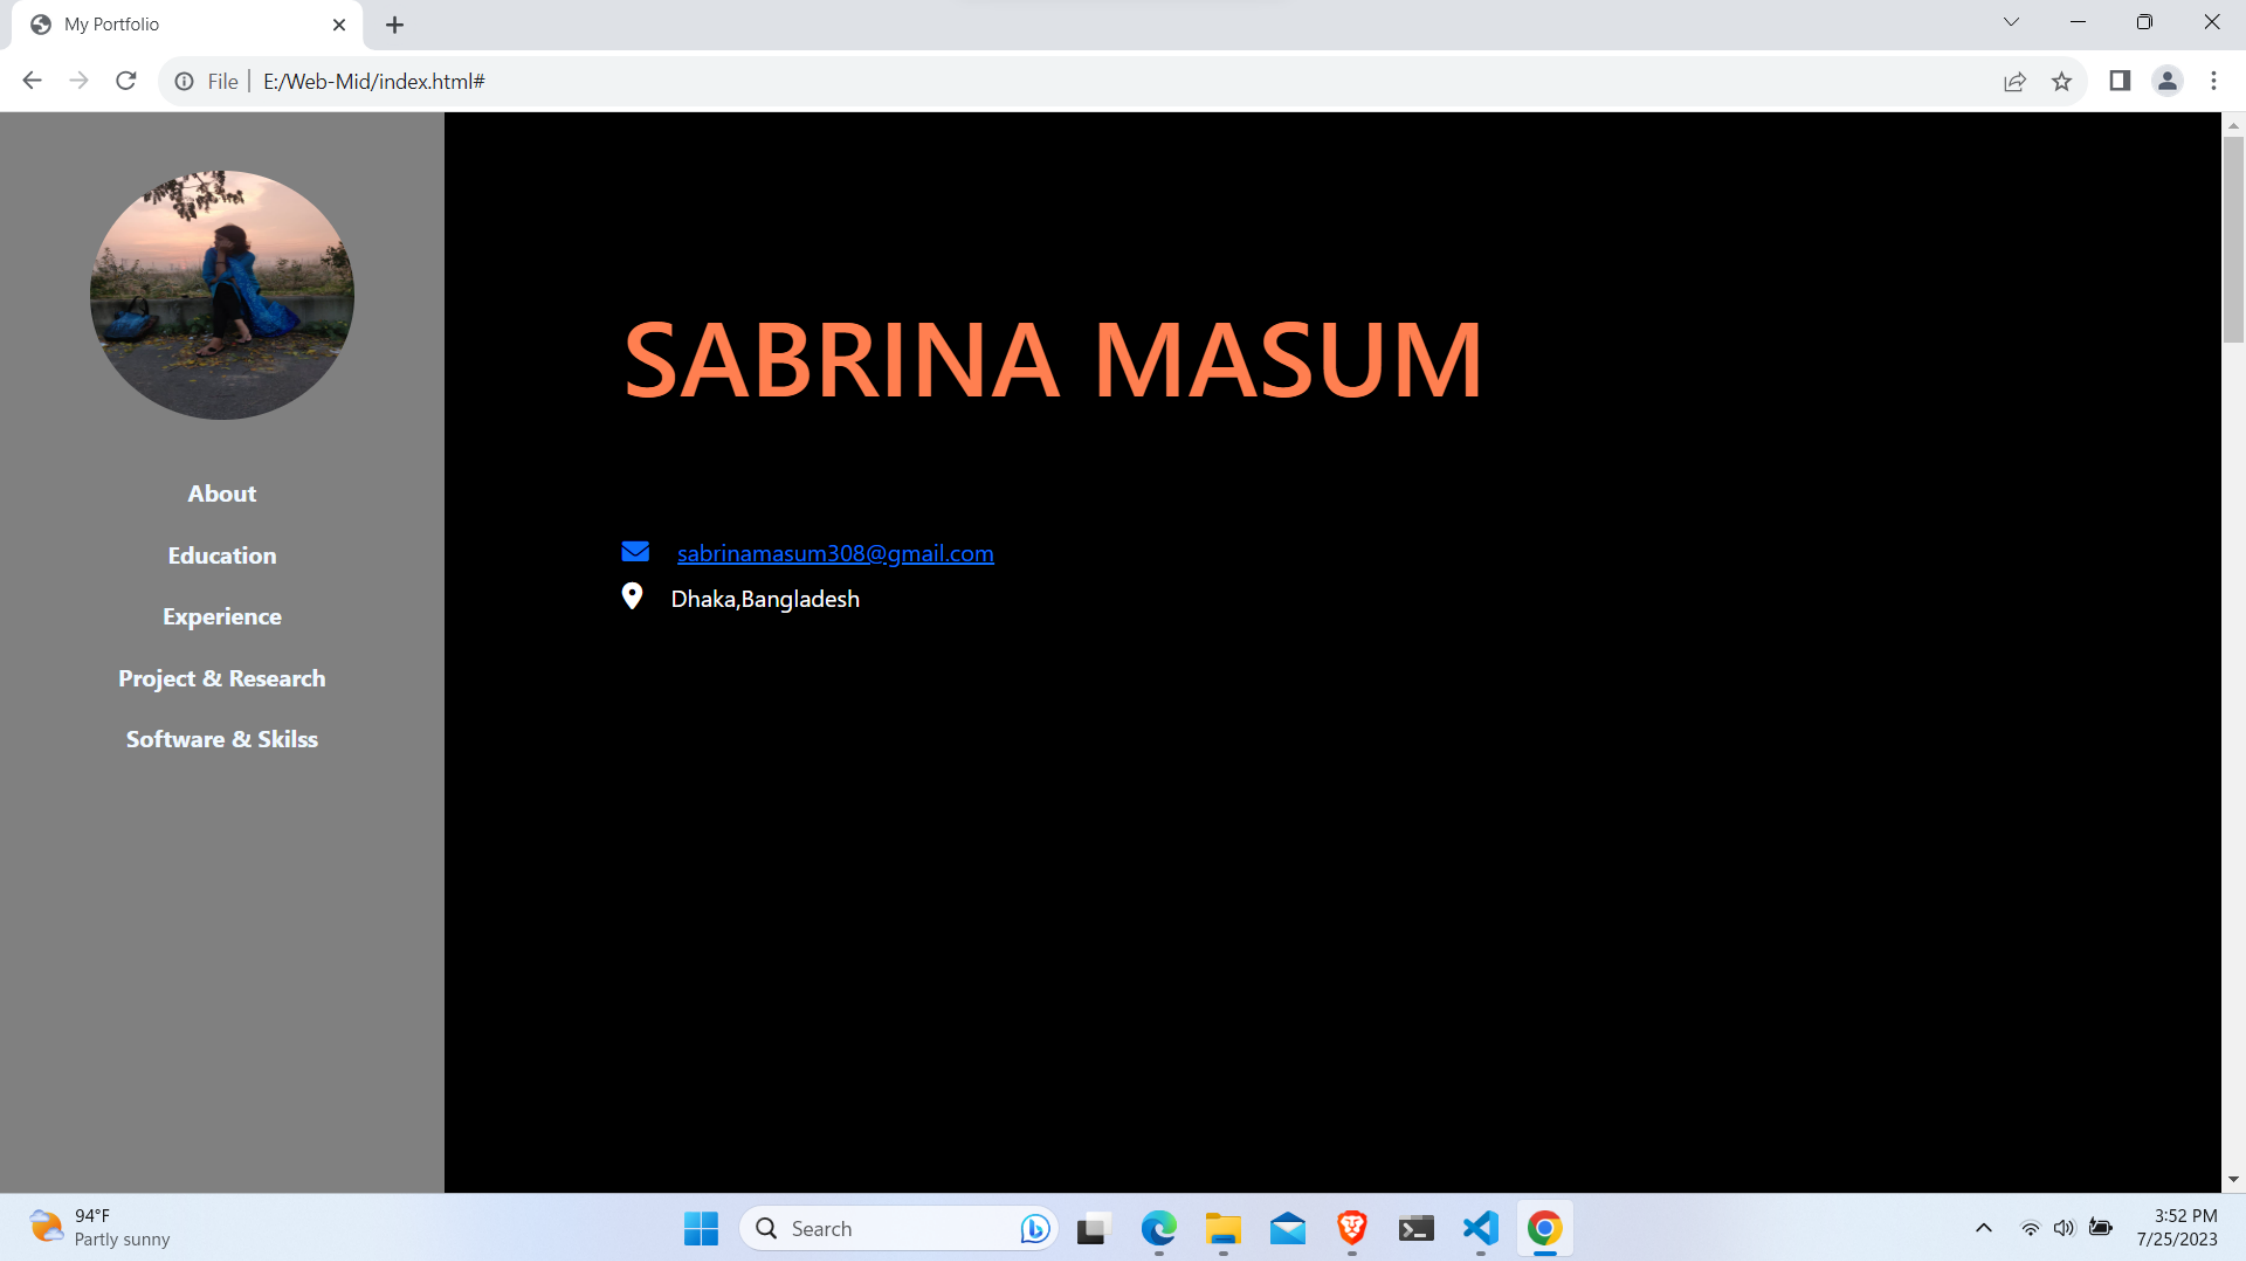 My Portfolio
File | E:/Web-Mid/index.html#
About
Education
Experience
Project & Research
Software & Skilss
SABRINA MASUM
sabrinamasum308@gmail.com
Dhaka,Bangladesh
94°F
Partly sunny
Search
3:52 PM
7/25/2023